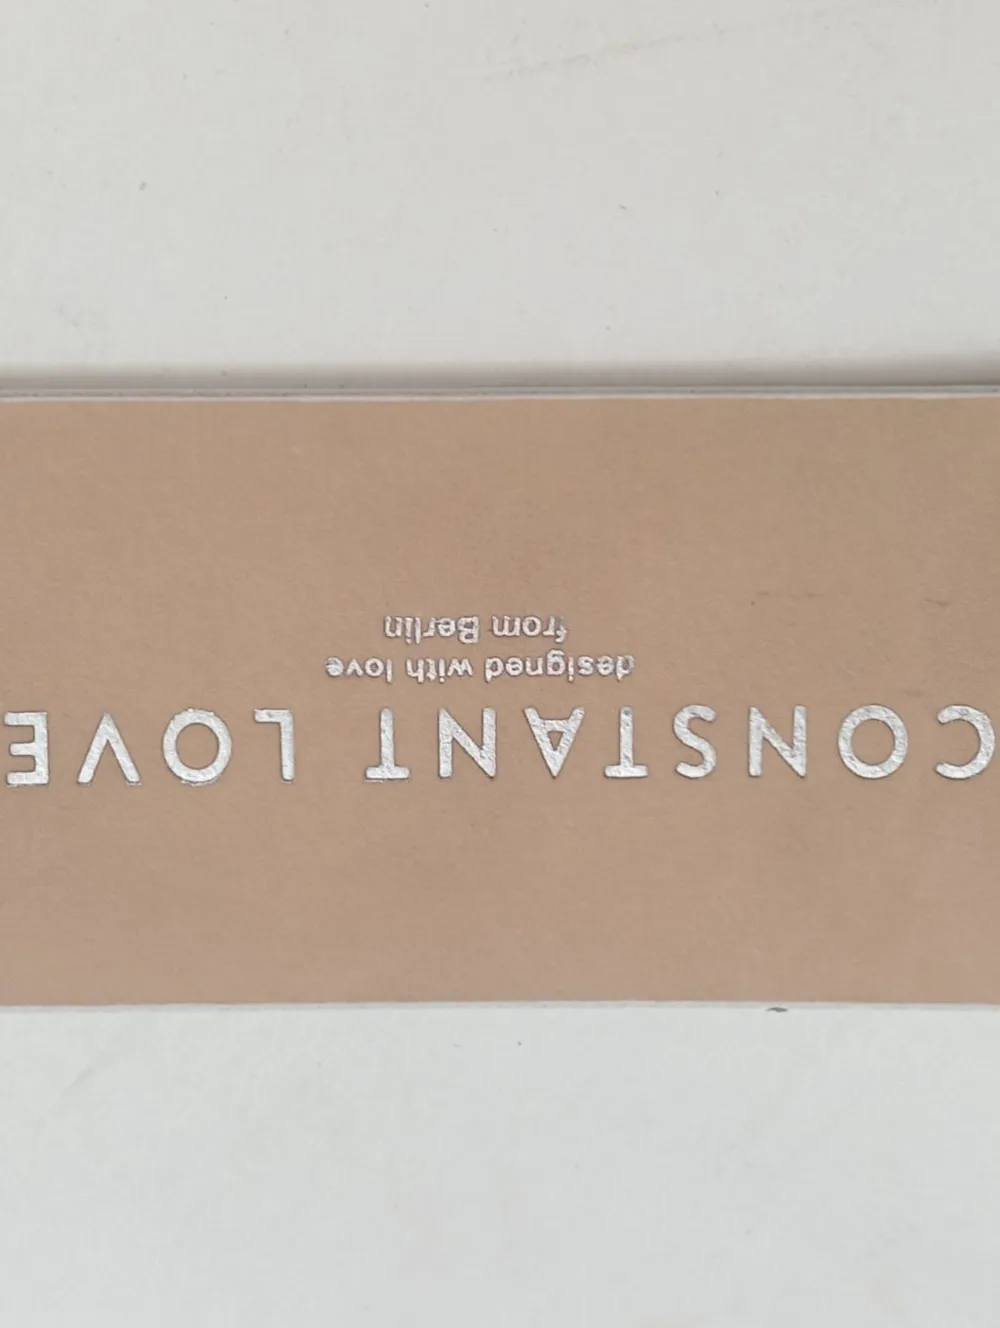 CONSTANT LOVE
designed with love
from Berlin